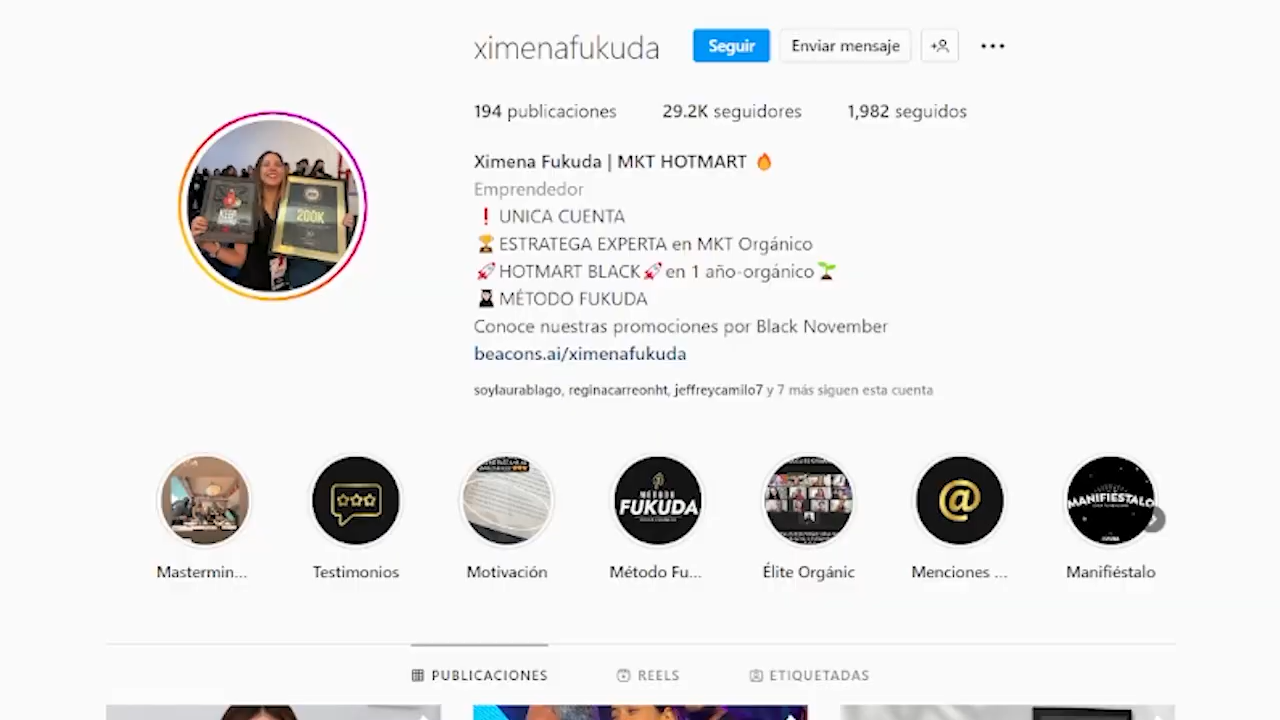 ximenafukuda
Seguir
Enviar mensaje
194 publicaciones
29.2K seguidores
1,982 seguidos
Ximena Fukuda | MKT HOTMART 🔥
Emprendedor
❗ UNICA CUENTA
🏆 ESTRATEGA EXPERTA en MKT Orgánico
🚀 HOTMART BLACK 🚀 en 1 año-orgánico 🌱
👩🏻‍🎓 MÉTODO FUKUDA
Conoce nuestras promociones por Black November
beacons.ai/ximenafukuda
soylaurablago, reginacarreonht, jeffreycamilo7 y 7 más siguen esta cuenta
KEEP
200K
MÉTODO
FUKUDA
@
MANIFIÉSTALO
Mastermin...
Testimonios
Motivación
Método Fu...
Élite Orgánic
Menciones ...
Manifiéstalo
PUBLICACIONES
REELS
ETIQUETADAS